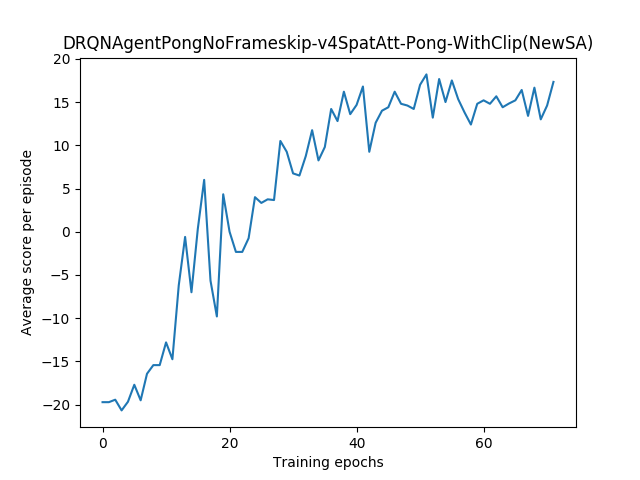 DRQNAgentPongNoFrameskip-v4SpatAtt-Pong-WithClip(NewSA)
20
15
10
5
0
−5
−10
−15
−20
Average score per episode
0 20 40 60
Training epochs